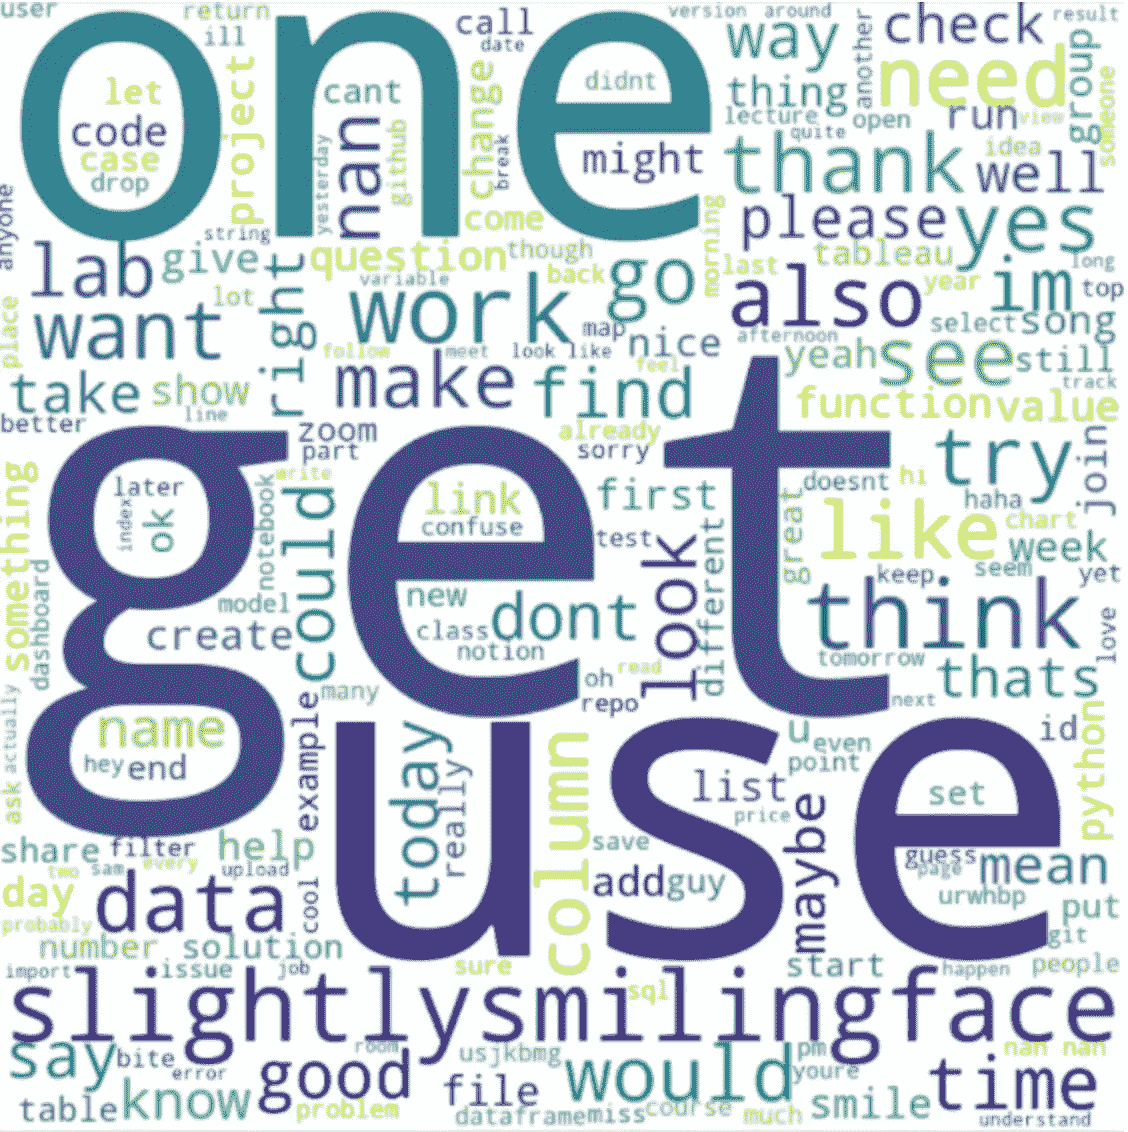 user
return
ill
one
call
date
version
around
way
check
result
another
need
group
someone
let
code
case
drop
project
cant
nan
yesterday
github
change
break
didnt
might
thing
lecture
quite
open
run
view
idea
thank
well
anyone
string
come
please
yes
lab
give
right
question
though
variable
back
go
morning
last
tableau
year
im
long
top
lot
want
place
work
map
nice
also
afternoon
select
song
follow
meet
look like
feel
yeah
see
still
track
take
show
line
make
find
function
value
better
zoom
part
already
sorry
get
try
join
something
later
index
ok
notebook
write
could
link
confuse
first
test
look
different
great
doesnt
hi
haha
like
chart
week
keep
seem
yet
dashboard
model
create
new
class
notion
dont
think
love
tomorrow
thats
next
oh
read
repo
many
example
ask
actually
name
hey
end
use
today
really
column
list
price
save
add
guy
u
even
point
maybe
id
python
set
guess
page
mean
urwhbp
put
git
share
filter
help
two
sam
every
upload
cool
day
data
probably
number
solution
import
issue
job
sure
start
happen
people
slightlysmilingface
sql
say
bite
error
good
room
usjkbmg
file
would
pm
youre
nan nan
time
table
know
problem
dataframe
miss
course
much
smile
understand